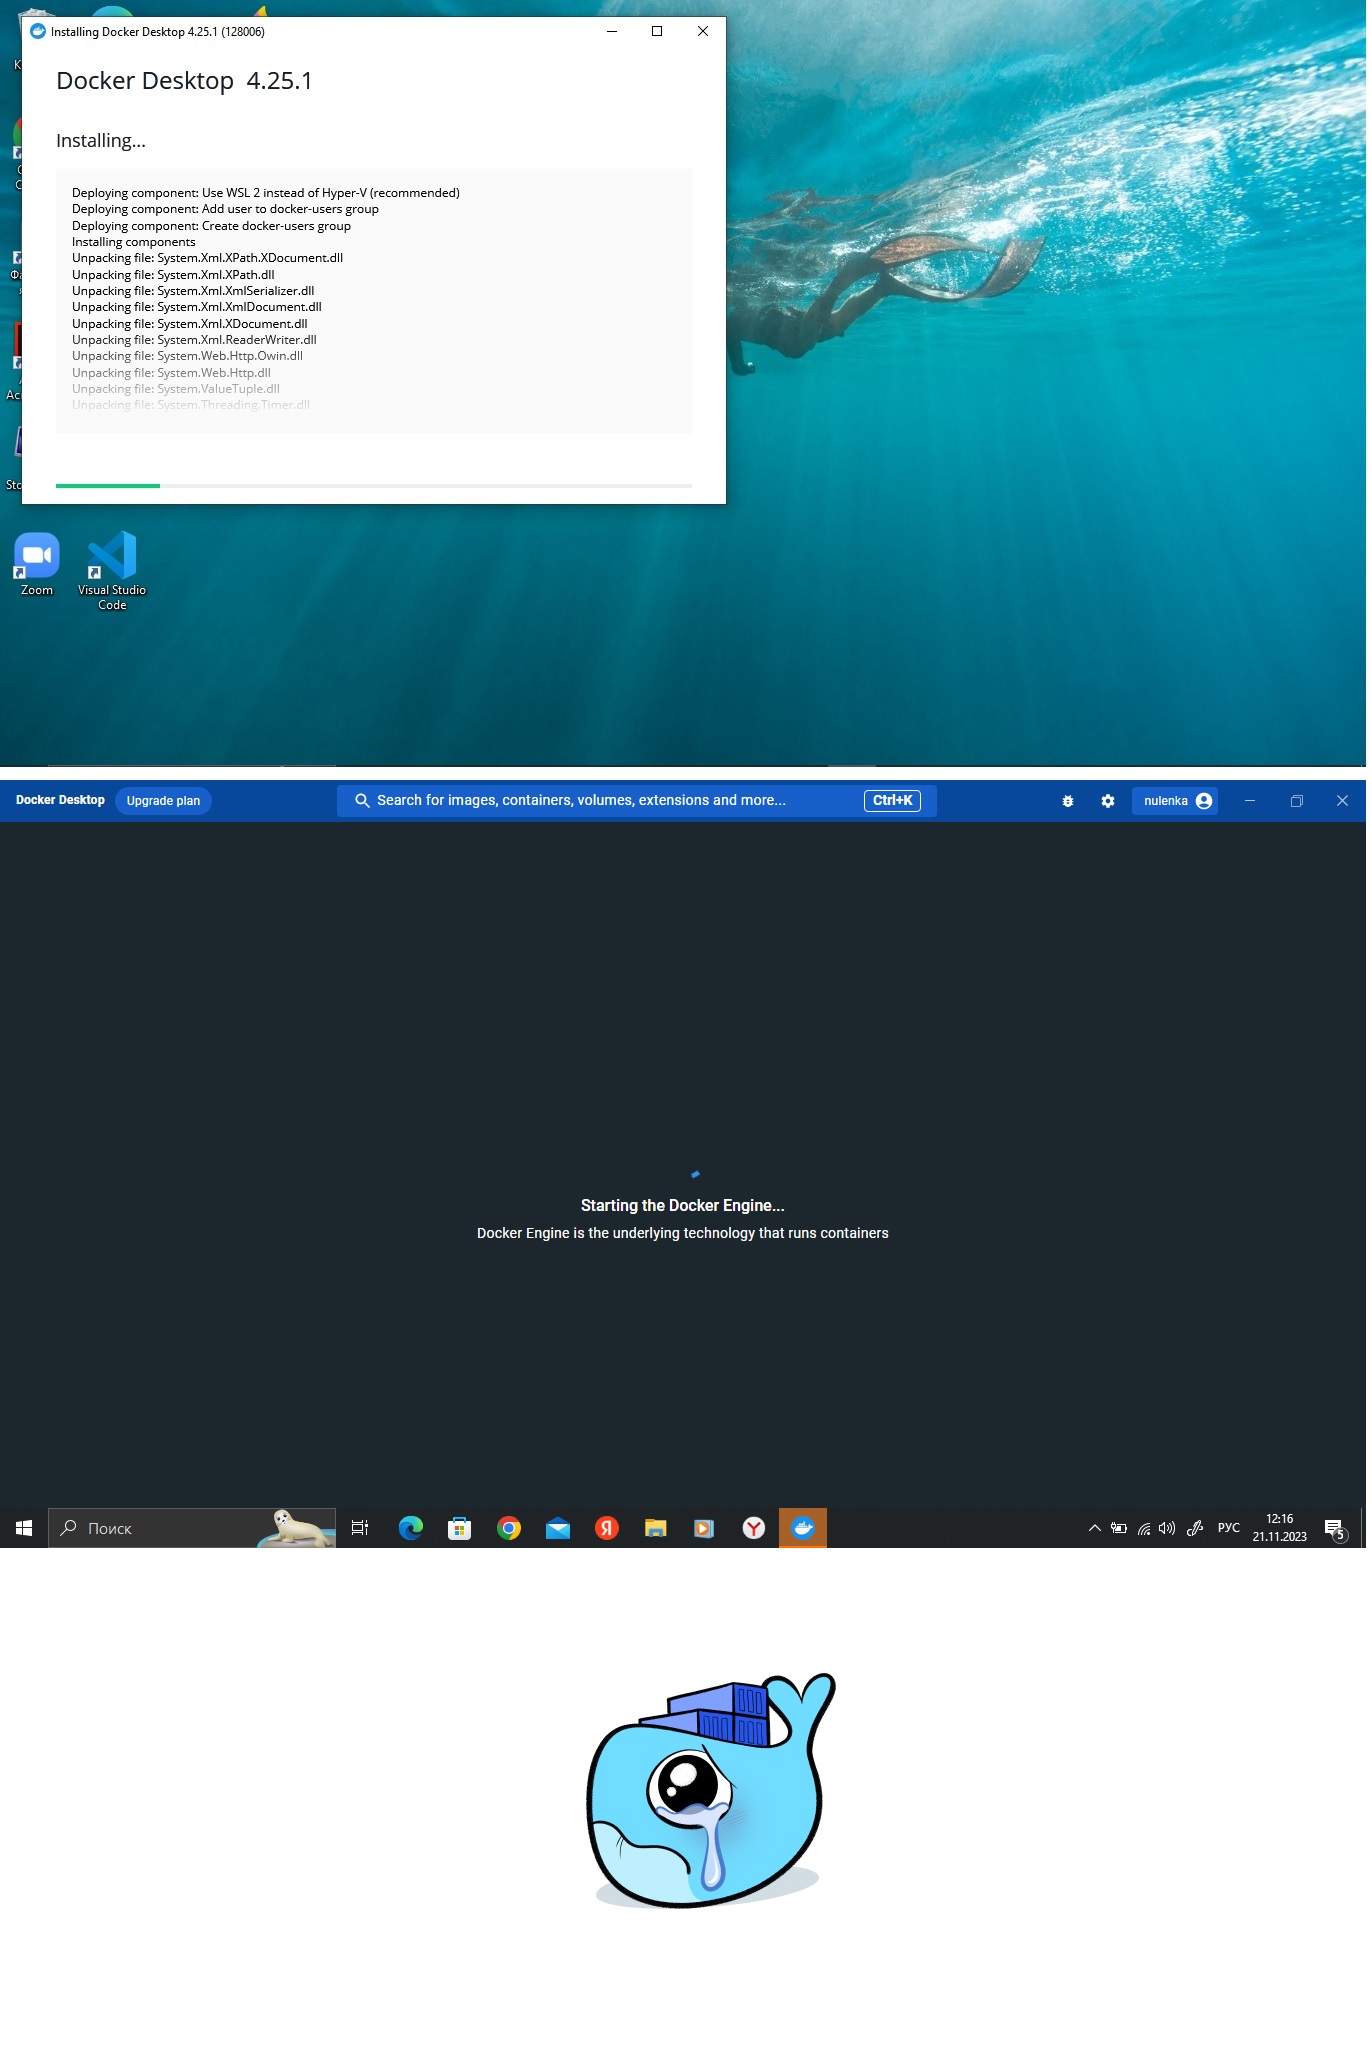 Installing Docker Desktop 4.25.1 (128006)
Docker Desktop 4.25.1
Installing...
Deploying component: Use WSL 2 instead of Hyper-V (recommended)
Deploying component: Add user to docker-users group
Deploying component: Create docker-users group
Installing components
Unpacking file: System.Xml.XPath.XDocument.dll
Unpacking file: System.Xml.XPath.dll
Unpacking file: System.Xml.XmlSerializer.dll
Unpacking file: System.Xml.XmlDocument.dll
Unpacking file: System.Xml.XDocument.dll
Unpacking file: System.Xml.ReaderWriter.dll
Unpacking file: System.Web.Http.Owin.dll
Unpacking file: System.Web.Http.dll
Unpacking file: System.ValueTuple.dll
Unpacking file: System.Threading.Timer.dll
Zoom
Visual Studio
Code
Docker Desktop Upgrade plan Search for images, containers, volumes, extensions and more... Ctrl+K nulenka
Starting the Docker Engine...
Docker Engine is the underlying technology that runs containers
Поиск
РУС
12:16
21.11.2023
5